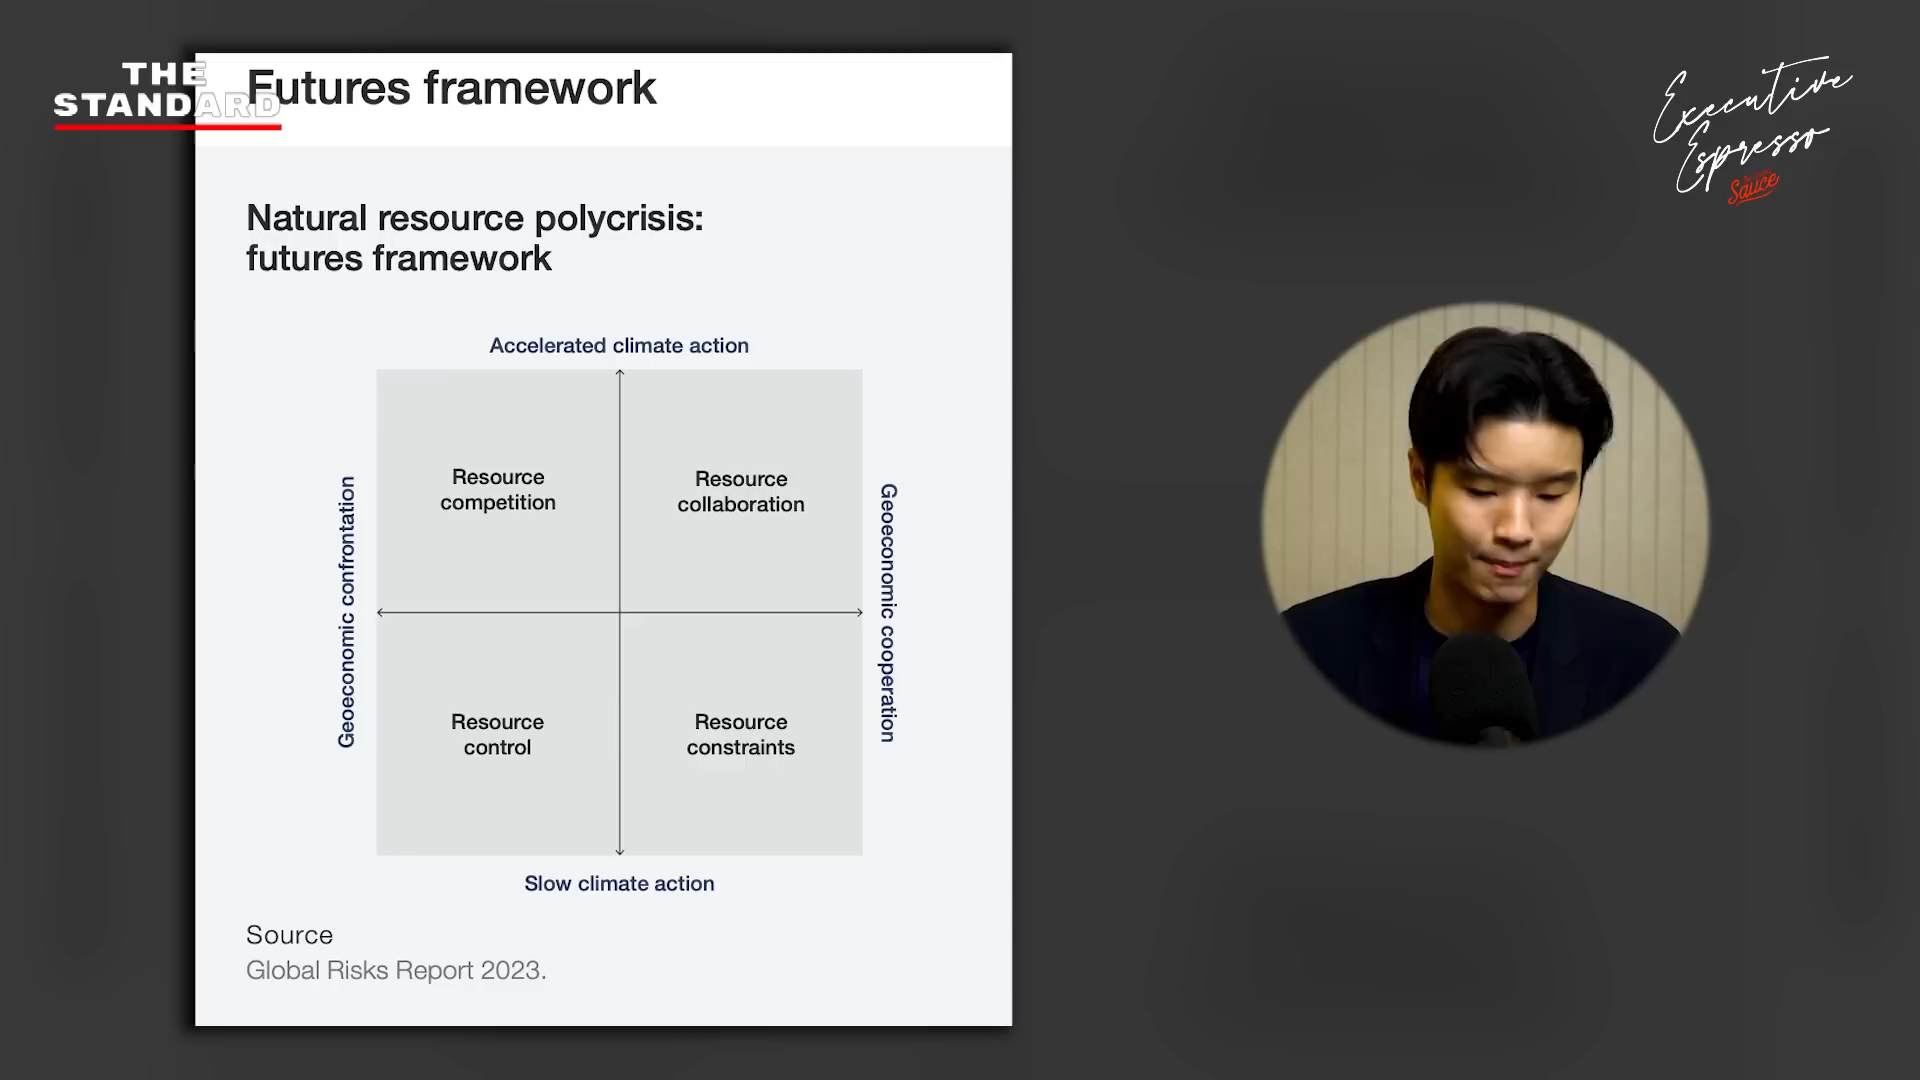 THE
STANDARD
Futures framework
Executive
Espresso
Sauce
Natural resource polycrisis:
futures framework
Accelerated climate action
Resource
competition
Resource
collaboration
Geoeconomic confrontation
Geoeconomic cooperation
Resource
control
Resource
constraints
Slow climate action
Source
Global Risks Report 2023.